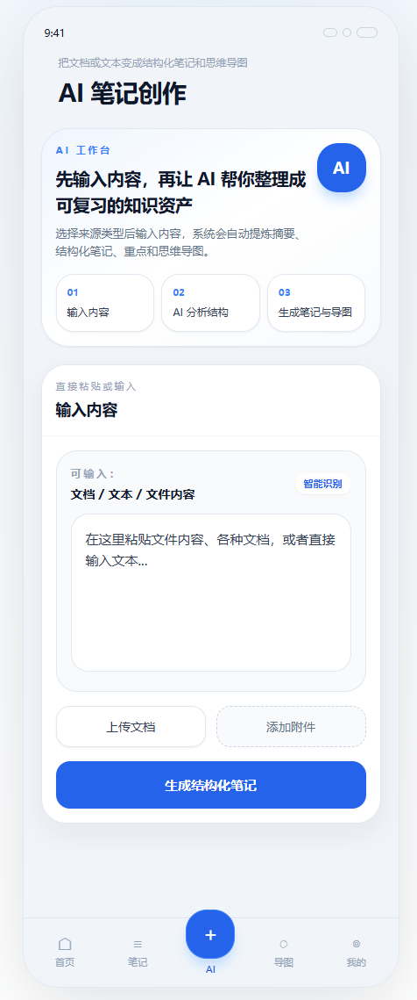 9:41
把文档或文本变成结构化笔记和思维导图
AI 笔记创作
AI 工作台
AI
先输入内容，再让 AI 帮你整理成
可复习的知识资产
选择来源类型后输入内容，系统会自动提炼摘要、
结构化笔记、重点和思维导图。
01
输入内容
02
AI 分析结构
03
生成笔记与导图
直接粘贴或输入
输入内容
可输入：
文档 / 文本 / 文件内容
智能识别
在这里粘贴文件内容、各种文档，或者直接
输入文本...
上传文档
添加附件
生成结构化笔记
首页
笔记
+
AI
导图
我的